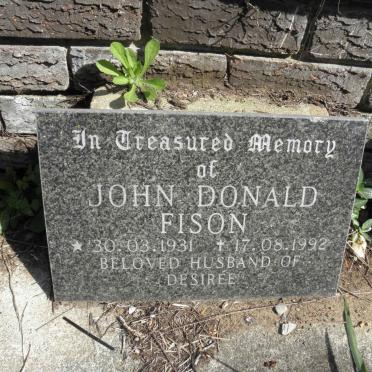 In Treasured Memory
of
JOHN DONALD
FISON
★ 30.03.1931 ✝ 17.08.1992
BELOVED HUSBAND OF
DESIREE